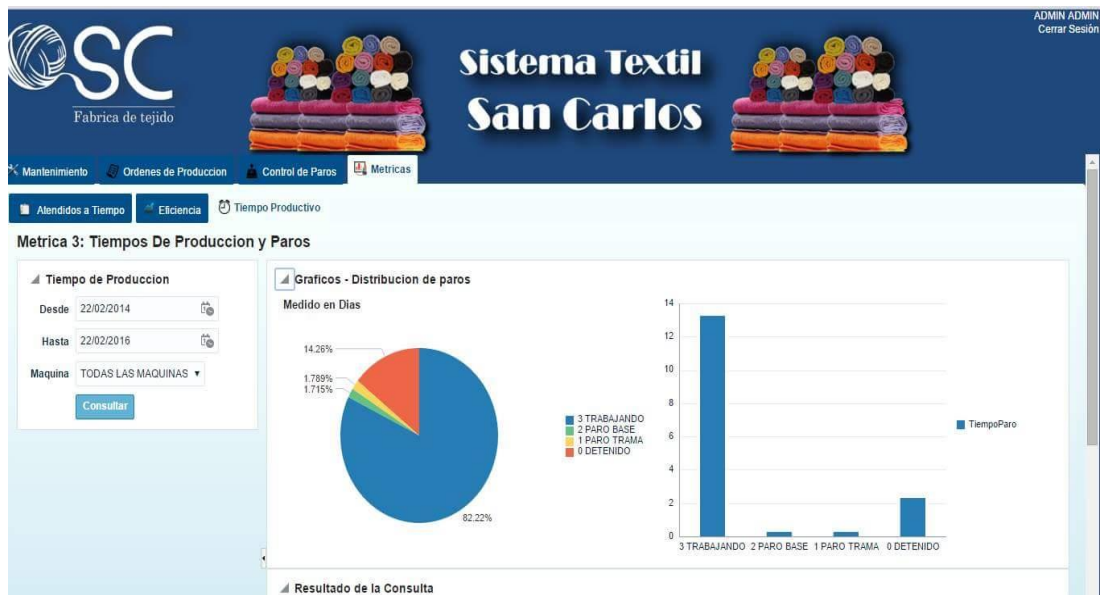 ADMIN ADMIN
Cerrar Sesión
SC
Fabrica de tejido
Sistema Textil
San Carlos
Mantenimiento
Ordenes de Produccion
Control de Paros
Metricas
Atendidos a Tiempo
Eficiencia
Tiempo Productivo
Metrica 3: Tiempos De Produccion y Paros
Tiempo de Produccion
Desde 22/02/2014
Hasta 22/02/2016
Maquina TODAS LAS MAQUINAS
Consultar
Graficos - Distribucion de paros
Medido en Dias
14.26%
1.789%
1.715%
82.22%
3 TRABAJANDO
2 PARO BASE
1 PARO TRAMA
0 DETENIDO
14
12
10
8
6
4
2
0
3 TRABAJANDO 2 PARO BASE 1 PARO TRAMA 0 DETENIDO
TiempoParo
Resultado de la Consulta